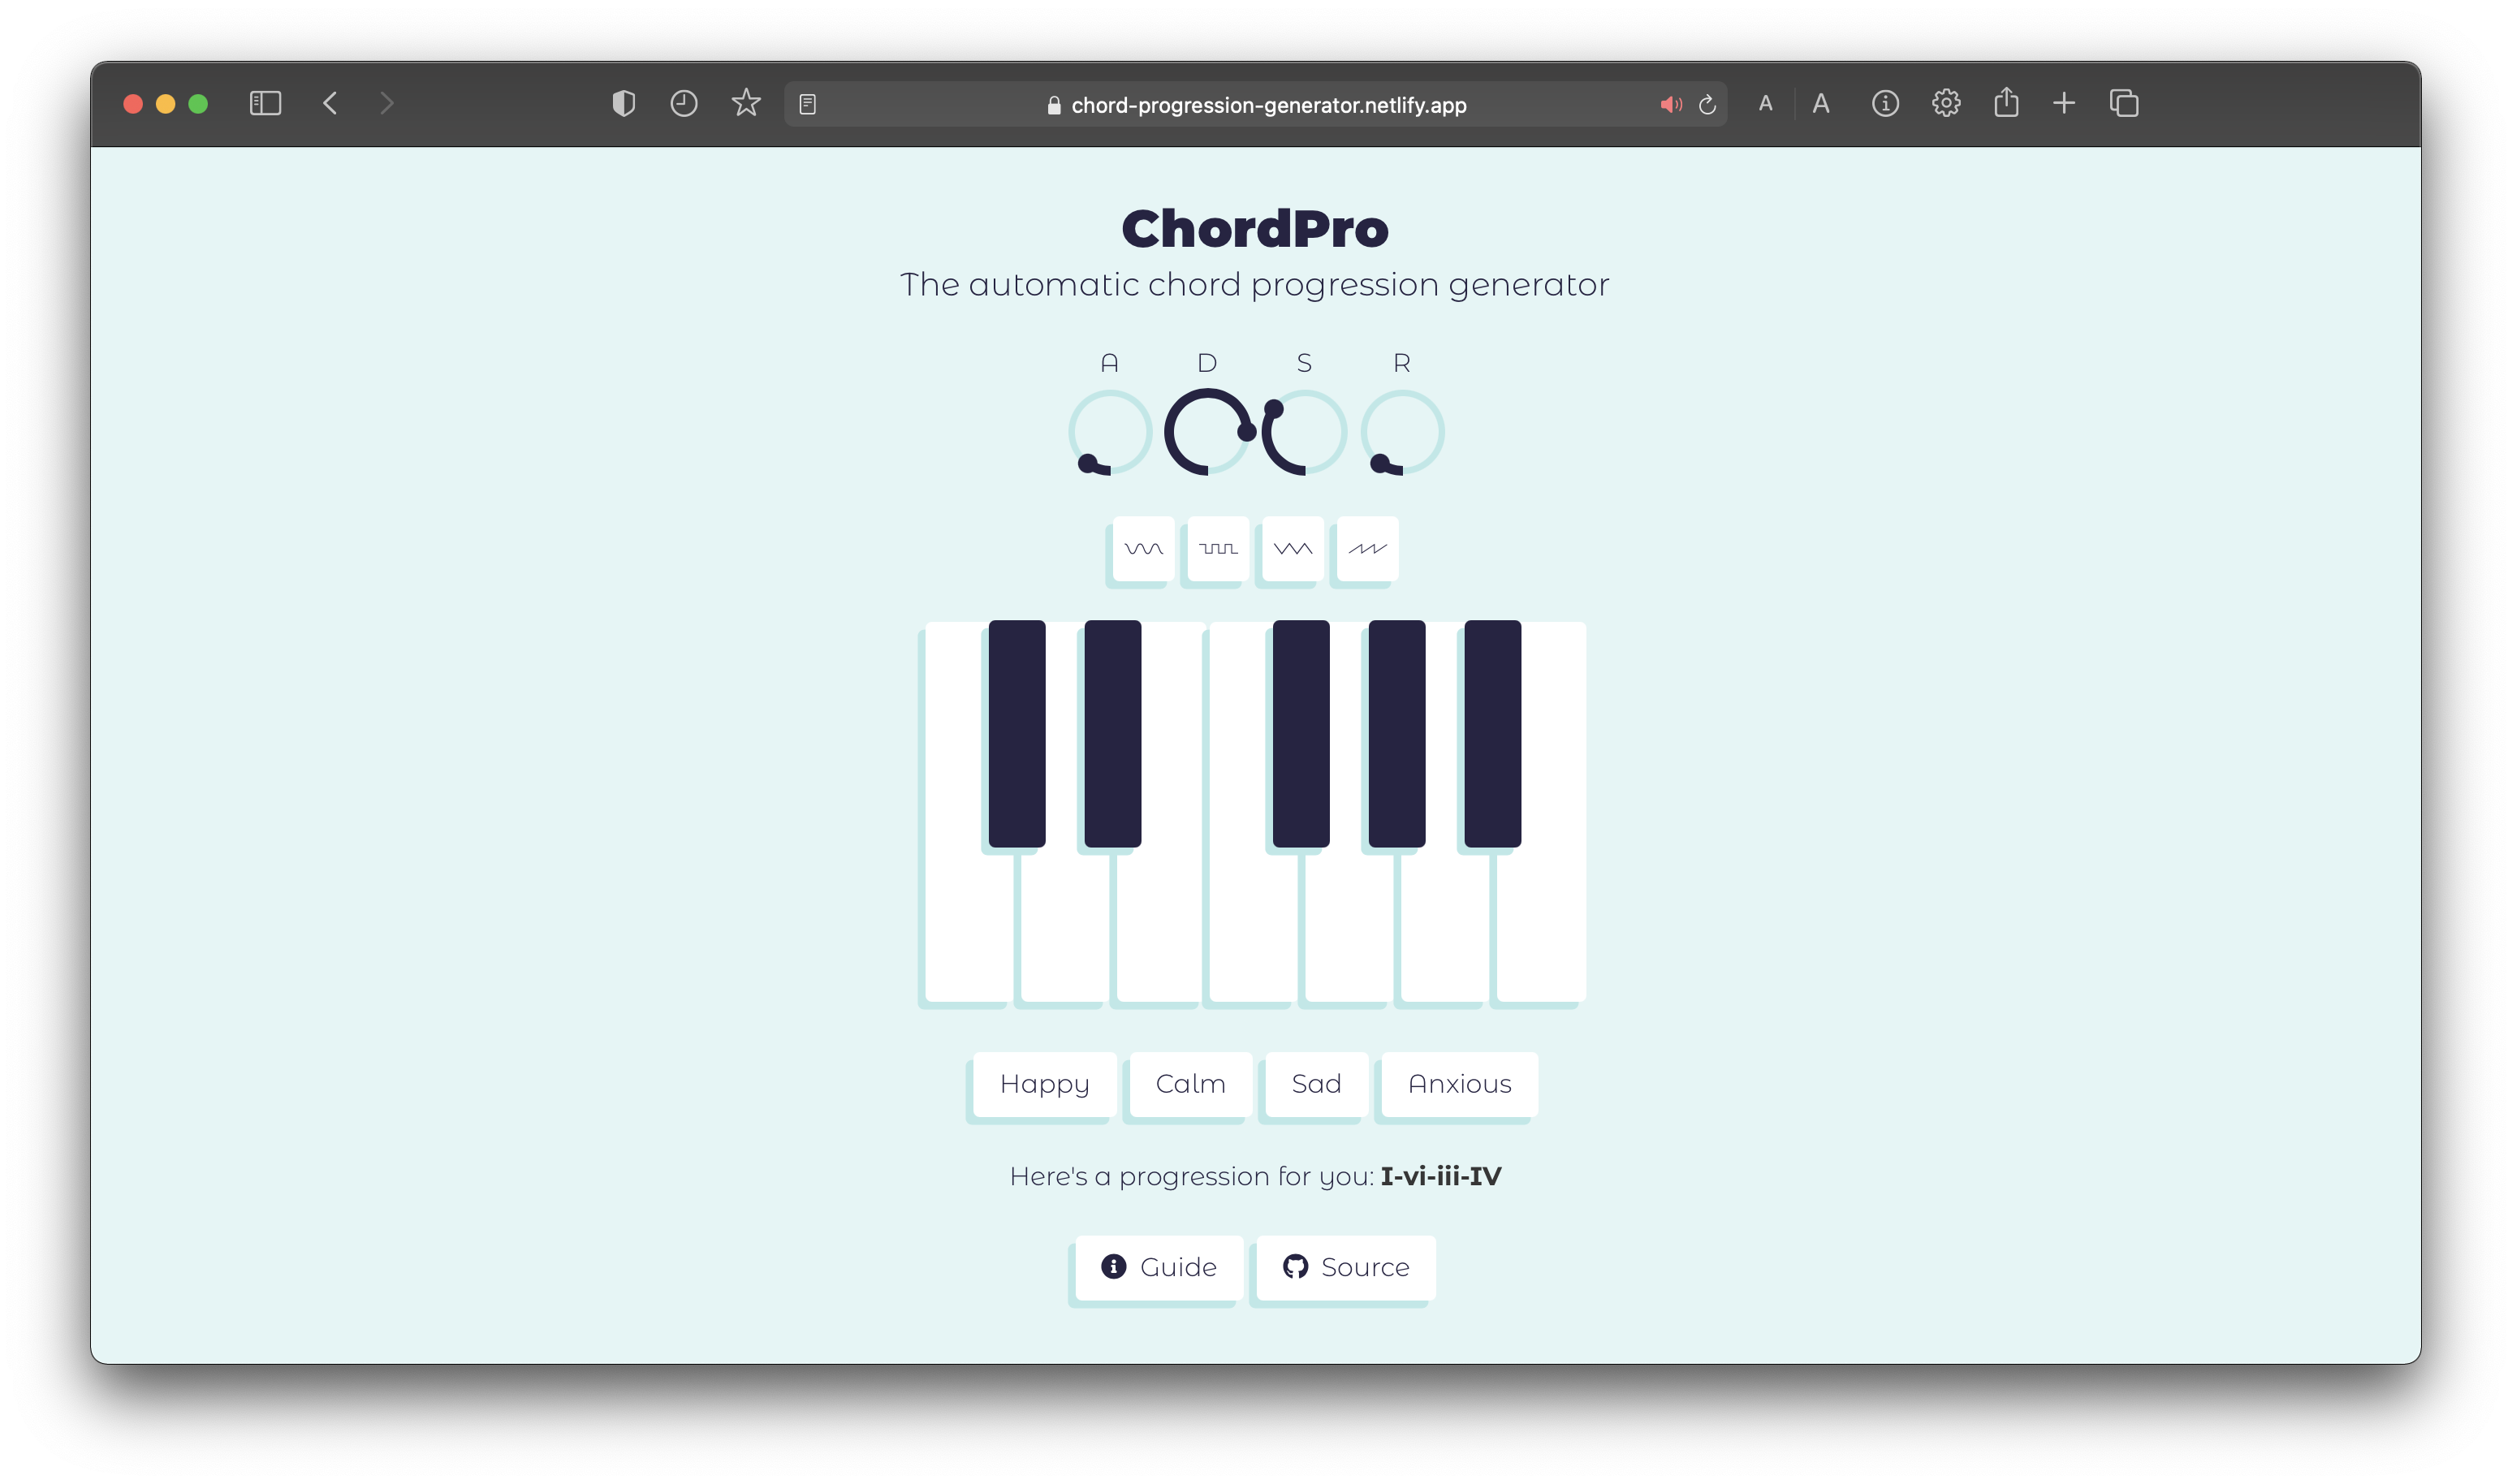 chord-progression-generator.netlify.app
A A
ChordPro
The automatic chord progression generator
A D S R
Happy Calm Sad Anxious
Here's a progression for you: I-vi-iii-IV
Guide Source